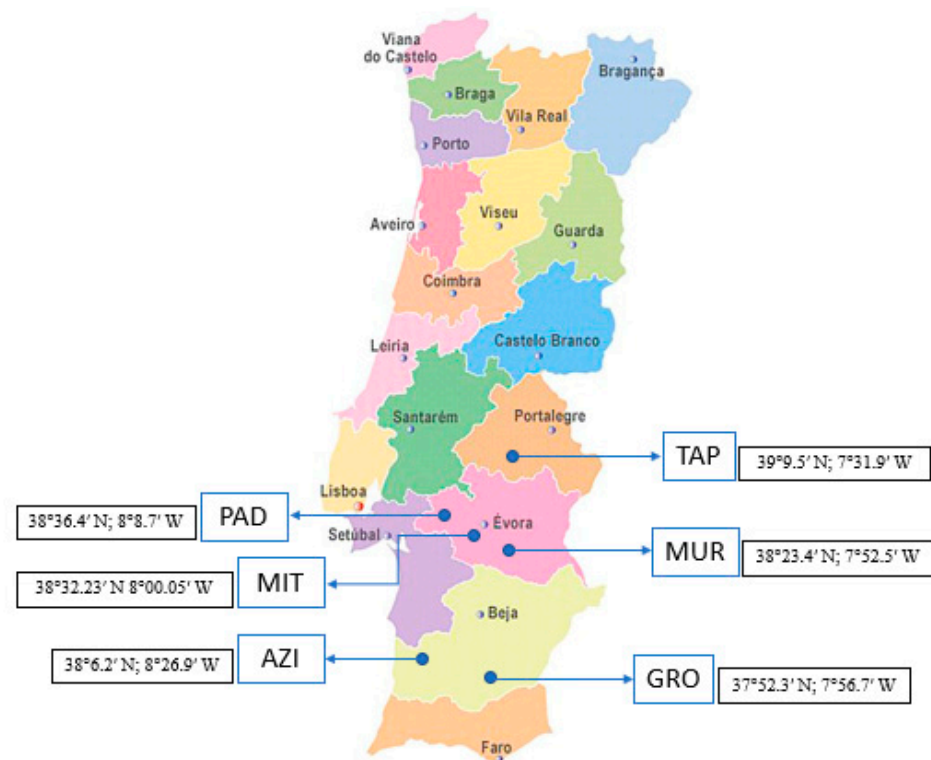 Viana
do Castelo
Bragança
Braga
Vila Real
Porto
Aveiro
Viseu
Guarda
Coimbra
Leiria
Castelo Branco
Santarém
Portalegre
TAP
39°9.5′ N; 7°31.9′ W
Lisboa
PAD
38°36.4′ N; 8°8.7′ W
Setúbal
Évora
MUR
38°23.4′ N; 7°52.5′ W
MIT
38°32.23′ N 8°00.05′ W
Beja
AZI
38°6.2′ N; 8°26.9′ W
GRO
37°52.3′ N; 7°56.7′ W
Faro